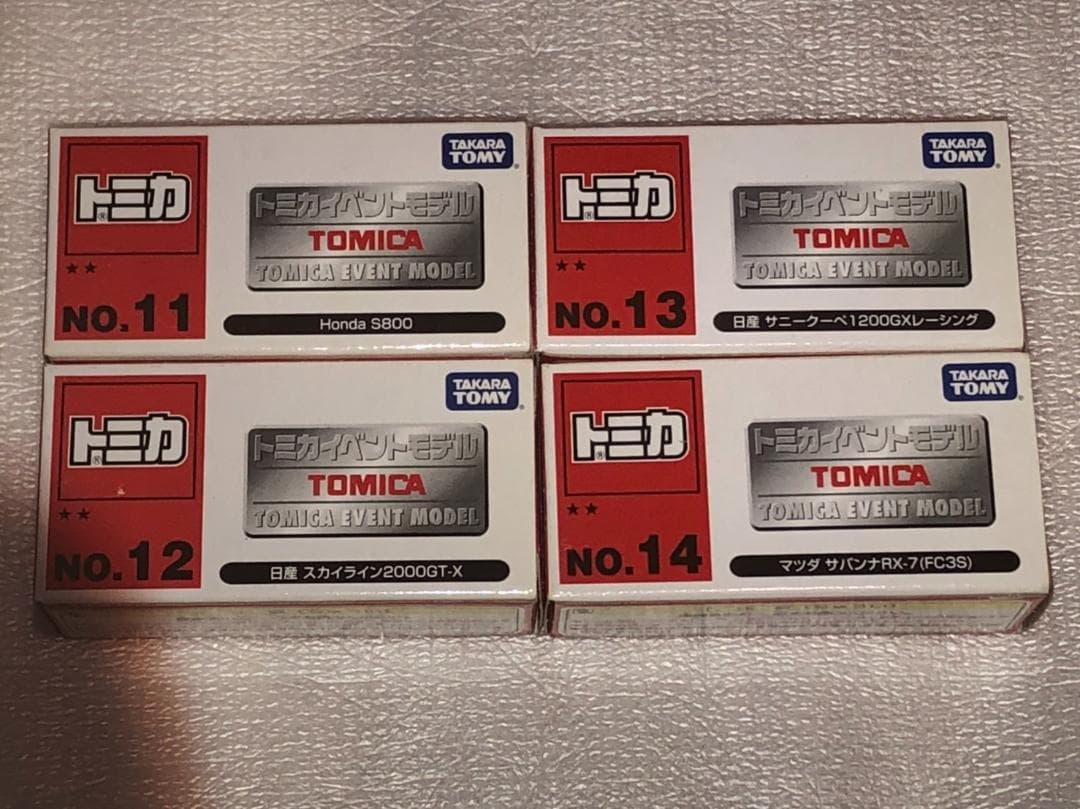 トミカ®
★★
NO.11
TAKARA TOMY®
トミカイベントモデル
TOMICA
TOMICA EVENT MODEL
Honda S800
トミカ®
★★
NO.13
TAKARA TOMY®
トミカイベントモデル
TOMICA
TOMICA EVENT MODEL
日産 サニークーペ1200GXレーシング
トミカ®
★★
NO.12
TAKARA TOMY®
トミカイベントモデル
TOMICA
TOMICA EVENT MODEL
日産 スカイライン2000GT-X
トミカ®
★★
NO.14
TAKARA TOMY®
トミカイベントモデル
TOMICA
TOMICA EVENT MODEL
マツダ サバンナRX-7(FC3S)